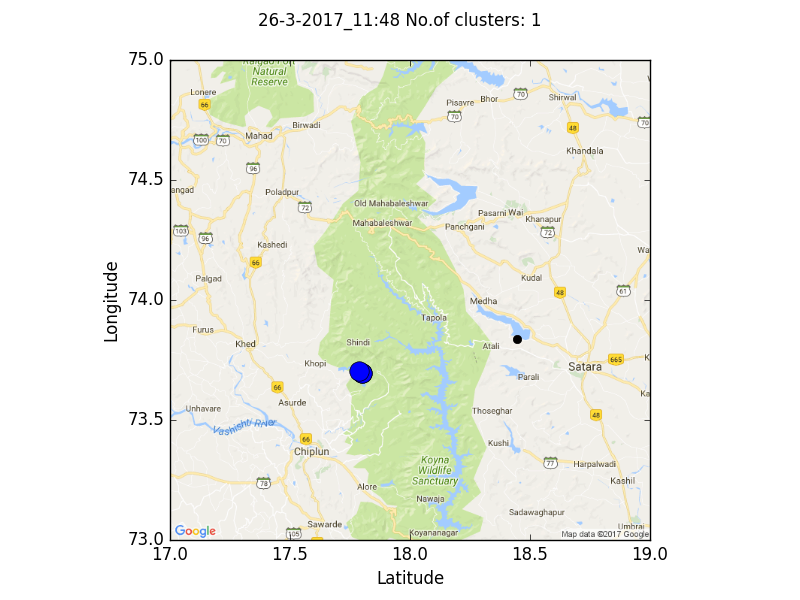 26-3-2017_11:48 No.of clusters: 1
75.0
Natural
Reserve
Lonere
66
Pisavre
Bhor
70
Shirwal
70
70
Birwadi
48
Mahad
100
70
Khandala
96
angad
Poladpur
72
Old Mahabaleshwar
74.5
Mahabaleshwar
Pasarni
Wai
Khanapur
Panchgani
103
96
72
Kashedi
Wa
66
Palgad
Kudal
61
48
74.0
Medha
Longitude
Furus
Tapola
Khed
Shindi
Atali
665
K
Khopi
Satara
Parali
66
Ka
Asurde
Unhavare
Thoseghar
48
73.5
Vashishti River
66
Kushi
Chiplun
Koyna
Wildlife
Sanctuary
77
Harpalwadi
78
Kashil
Alore
Nawaja
Sadawaghapur
Sawarde
105
Koyananagar
Umbraj
Google
Map data ©2017 Google
73.0
17.0
17.5
18.0
18.5
19.0
Latitude